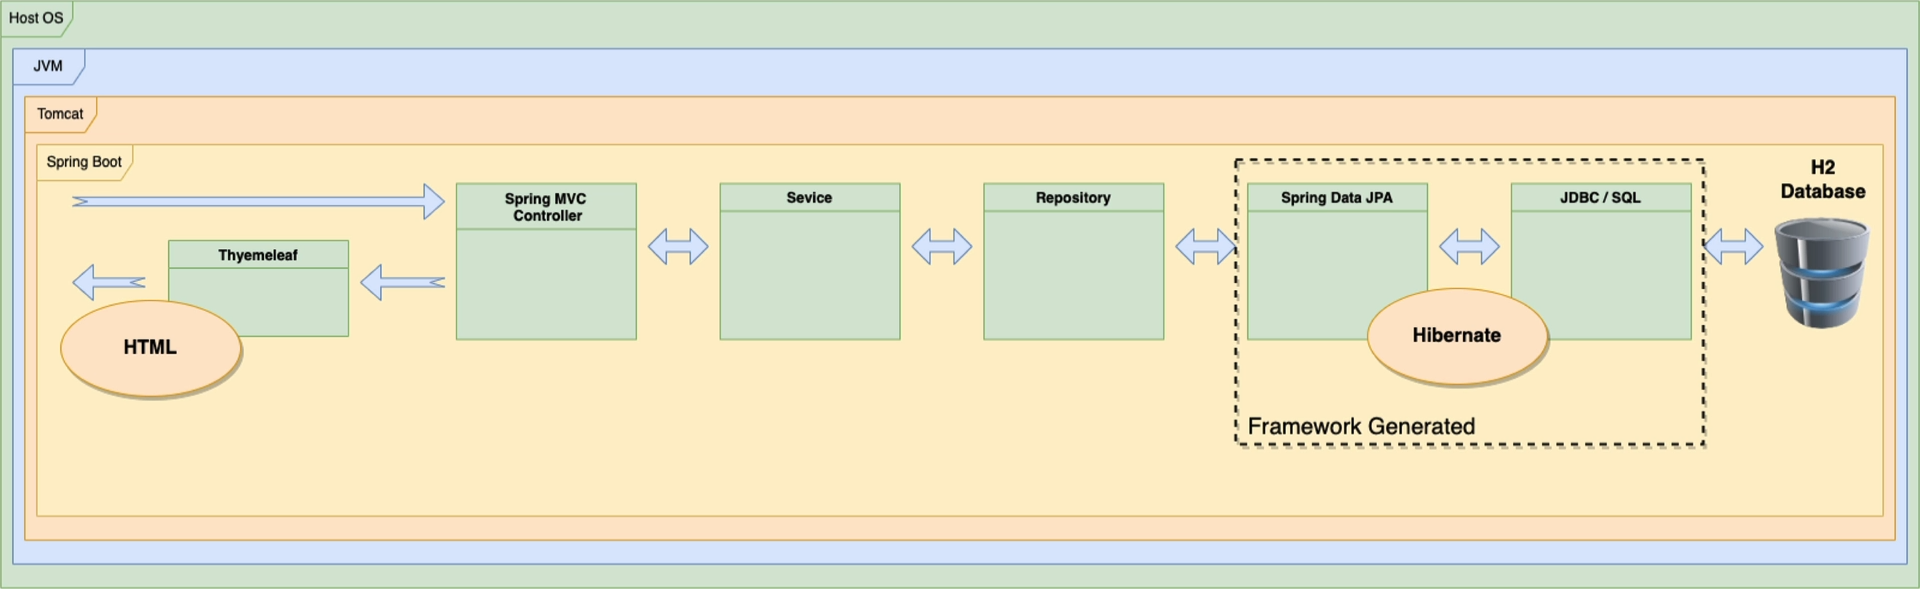 Host OS
JVM
Tomcat
Spring Boot
Spring MVC
Controller
Sevice
Repository
Spring Data JPA
JDBC / SQL
H2
Database
Thyemeleaf
HTML
Hibernate
Framework Generated